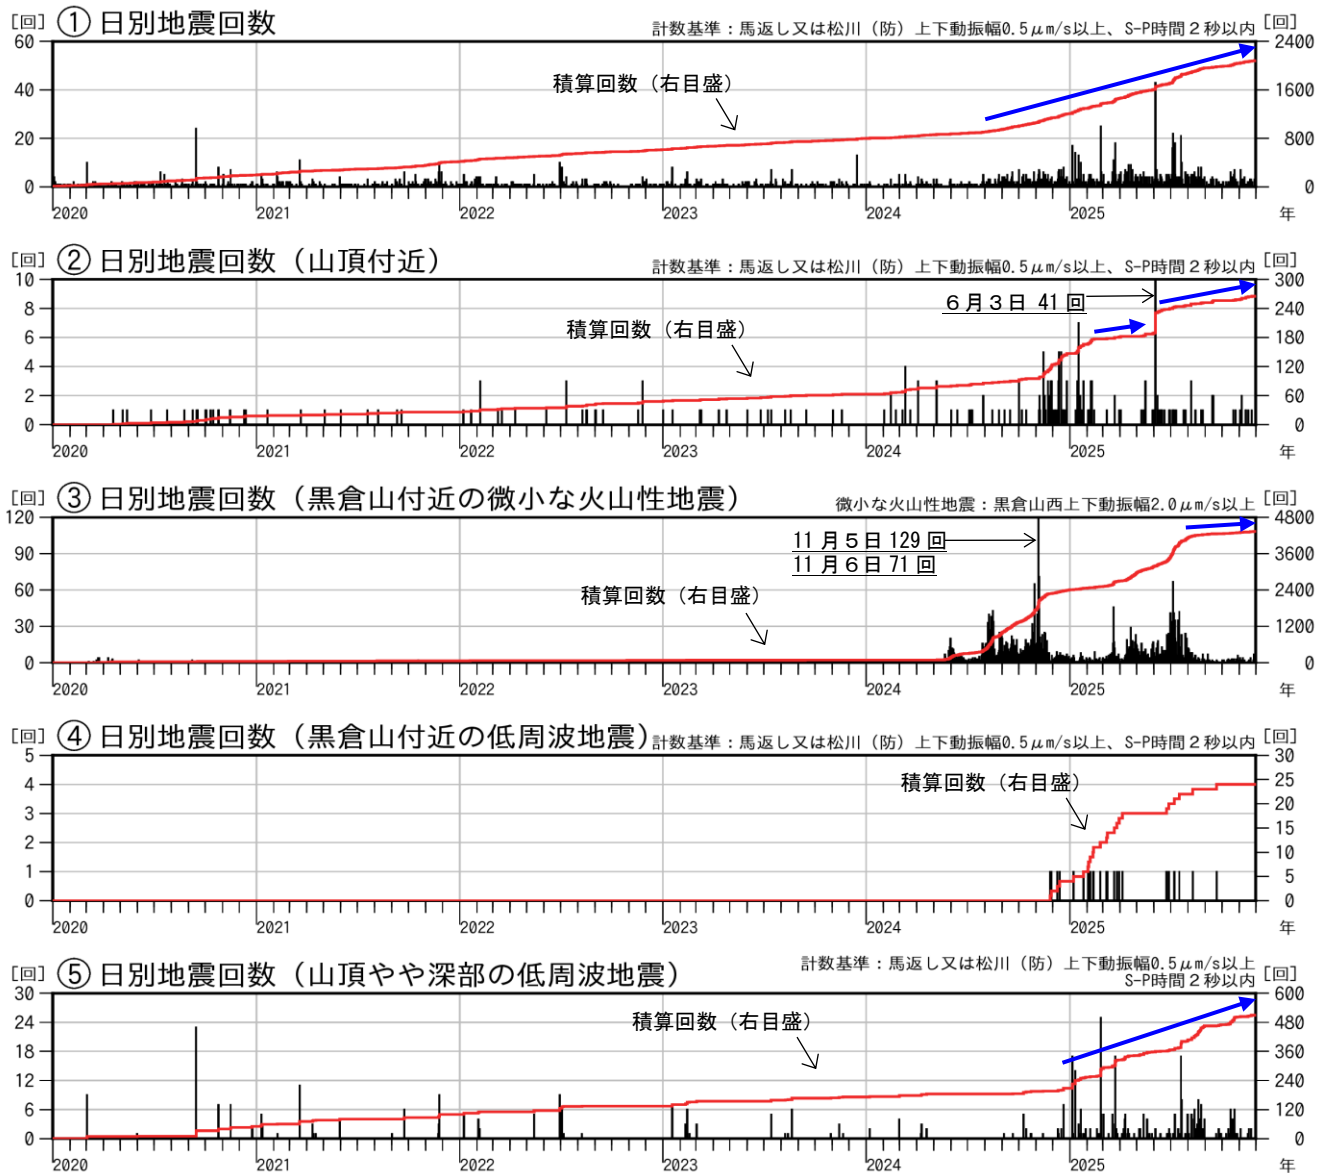 [回] ① 日別地震回数 計数基準：馬返し又は松川（防）上下動振幅0.5μm/s以上、S-P時間２秒以内 [回]
60 2400
積算回数（右目盛）
40 1600
20 800
0 0
2020 2021 2022 2023 2024 2025 年
[回] ② 日別地震回数（山頂付近） 計数基準：馬返し又は松川（防）上下動振幅0.5μm/s以上、S-P時間２秒以内 [回]
10 300
６月３日 41 回
8 240
積算回数（右目盛）
6 180
4 120
2 60
0 0
2020 2021 2022 2023 2024 2025 年
[回] ③ 日別地震回数（黒倉山付近の微小な火山性地震） 微小な火山性地震：黒倉山西上下動振幅2.0μm/s以上 [回]
120 4800
11 月５日 129 回
90 3600
11 月６日 71 回
積算回数（右目盛）
60 2400
30 1200
0 0
2020 2021 2022 2023 2024 2025 年
[回] ④ 日別地震回数（黒倉山付近の低周波地震） 計数基準：馬返し又は松川（防）上下動振幅0.5μm/s以上、S-P時間２秒以内 [回]
5 30
積算回数（右目盛）
25
4
20
3
15
2
10
1 5
0 0
2020 2021 2022 2023 2024 2025 年
[回] ⑤ 日別地震回数（山頂やや深部の低周波地震） 計数基準：馬返し又は松川（防）上下動振幅0.5μm/s以上 [回]
S-P時間２秒以内
30 600
積算回数（右目盛）
24 480
18 360
12 240
6 120
0 0
2020 2021 2022 2023 2024 2025 年